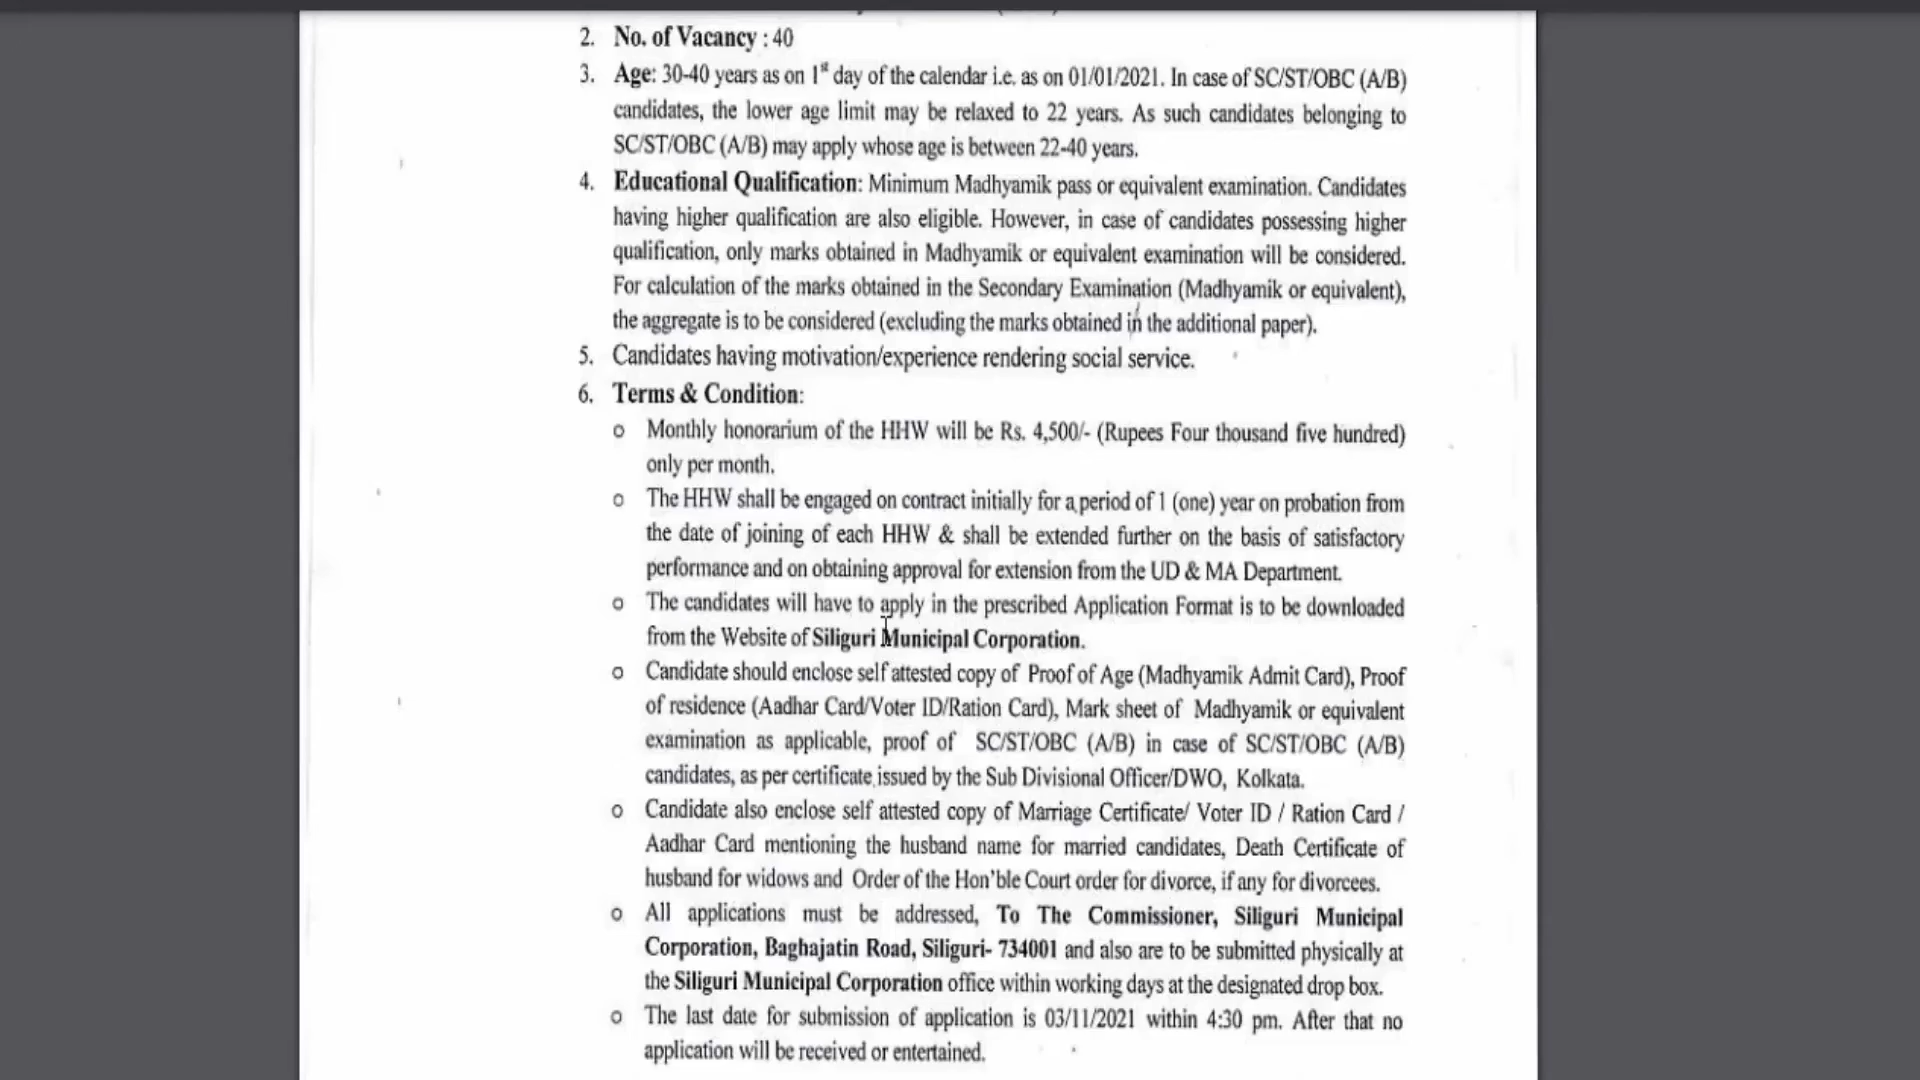 2. No. of Vacancy : 40
3. Age: 30-40 years as on 1st day of the calendar i.e. as on 01/01/2021. In case of SC/ST/OBC (A/B)
candidates, the lower age limit may be relaxed to 22 years. As such candidates belonging to
SC/ST/OBC (A/B) may apply whose age is between 22-40 years.
4. Educational Qualification: Minimum Madhyamik pass or equivalent examination. Candidates
having higher qualification are also eligible. However, in case of candidates possessing higher
qualification, only marks obtained in Madhyamik or equivalent examination will be considered.
For calculation of the marks obtained in the Secondary Examination (Madhyamik or equivalent),
the aggregate is to be considered (excluding the marks obtained in the additional paper).
5. Candidates having motivation/experience rendering social service.
6. Terms & Condition:
o Monthly honorarium of the HHW will be Rs. 4,500/- (Rupees Four thousand five hundred)
only per month.
o The HHW shall be engaged on contract initially for a period of 1 (one) year on probation from
the date of joining of each HHW & shall be extended further on the basis of satisfactory
performance and on obtaining approval for extension from the UD & MA Department.
o The candidates will have to apply in the prescribed Application Format is to be downloaded
from the Website of Siliguri Municipal Corporation.
o Candidate should enclose self attested copy of Proof of Age (Madhyamik Admit Card), Proof
of residence (Aadhar Card/Voter ID/Ration Card), Mark sheet of Madhyamik or equivalent
examination as applicable, proof of SC/ST/OBC (A/B) in case of SC/ST/OBC (A/B)
candidates, as per certificate issued by the Sub Divisional Officer/DWO, Kolkata.
o Candidate also enclose self attested copy of Marriage Certificate/ Voter ID / Ration Card /
Aadhar Card mentioning the husband name for married candidates, Death Certificate of
husband for widows and Order of the Hon'ble Court order for divorce, if any for divorcees.
o All applications must be addressed, To The Commissioner, Siliguri Municipal
Corporation, Baghajatin Road, Siliguri- 734001 and also are to be submitted physically at
the Siliguri Municipal Corporation office within working days at the designated drop box.
o The last date for submission of application is 03/11/2021 within 4:30 pm. After that no
application will be received or entertained.